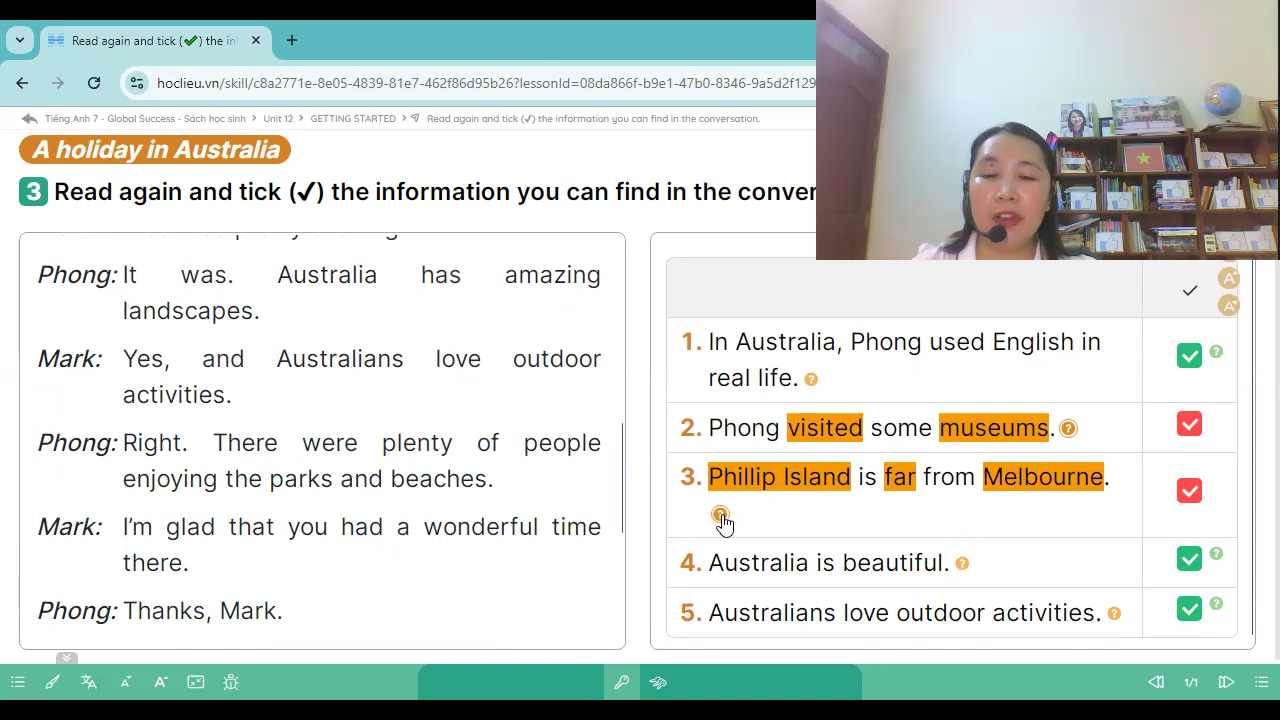 Read again and tick (✔) the in
hoclieu.vn/skill/c8a2771e-8e05-4839-81e7-462f86d95b26?lessonId=08da866f-b9e1-47b0-8346-9a5d2f129
Tiếng Anh 7 - Global Success - Sách học sinh > Unit 12 > GETTING STARTED > Read again and tick (✓) the information you can find in the conversation.
A holiday in Australia
3 Read again and tick (✓) the information you can find in the conver
Phong: It was. Australia has amazing
landscapes.
Mark: Yes, and Australians love outdoor
activities.
Phong: Right. There were plenty of people
enjoying the parks and beaches.
Mark: I'm glad that you had a wonderful time
there.
Phong: Thanks, Mark.
1. In Australia, Phong used English in
real life.
2. Phong visited some museums.
3. Phillip Island is far from Melbourne.
4. Australia is beautiful.
5. Australians love outdoor activities.
1/1